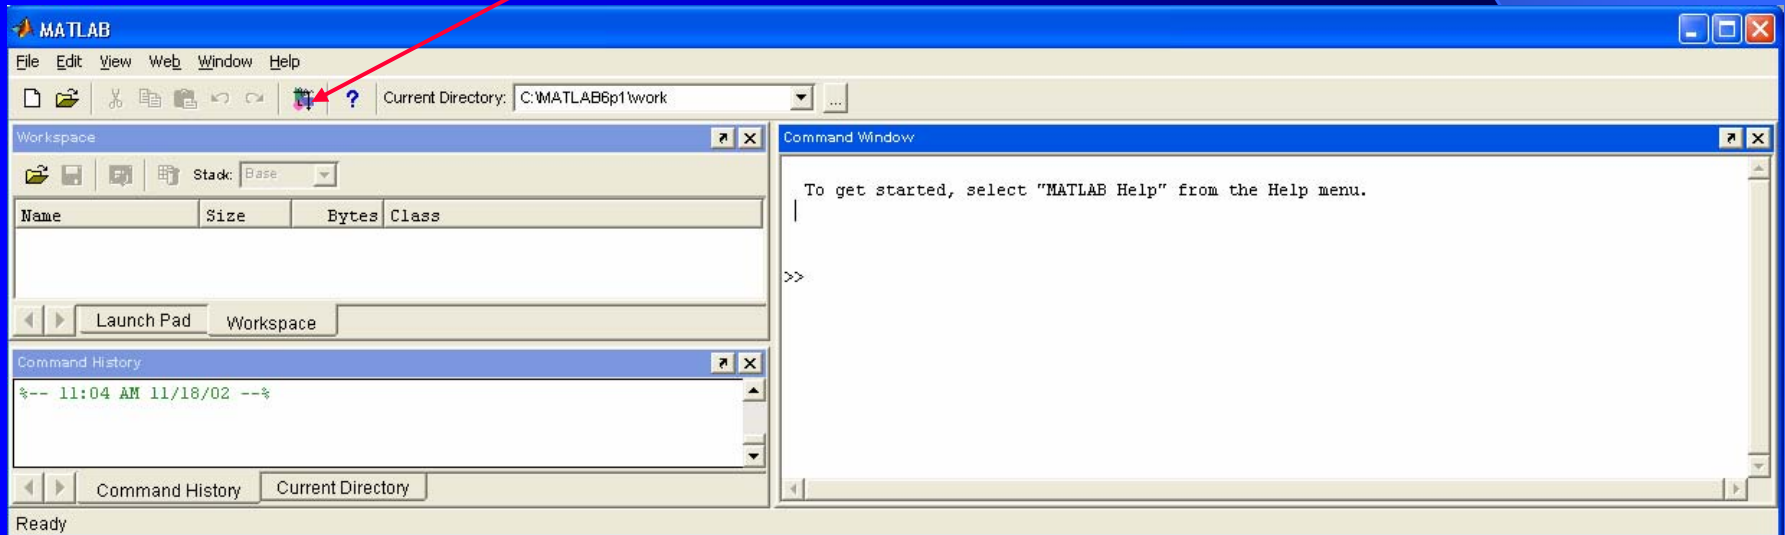 MATLAB
File Edit View Web Window Help
? Current Directory: C:\MATLAB6p1\work ...
Workspace
Stack: Base
Name Size Bytes Class
Launch Pad Workspace
Command History
%-- 11:04 AM 11/18/02 --%
Command History Current Directory
Ready
Command Window
To get started, select "MATLAB Help" from the Help menu.
>>